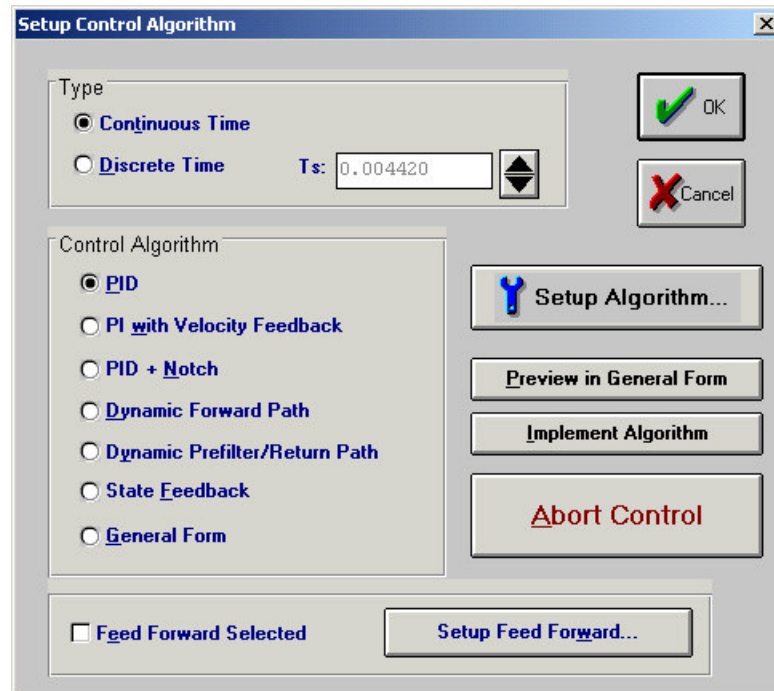 Setup Control Algorithm
Type
Continuous Time
Discrete Time
Ts: 0.004420
OK
Cancel
Control Algorithm
PID
PI with Velocity Feedback
PID + Notch
Dynamic Forward Path
Dynamic Prefilter/Return Path
State Feedback
General Form
Setup Algorithm...
Preview in General Form
Implement Algorithm
Abort Control
Feed Forward Selected
Setup Feed Forward...